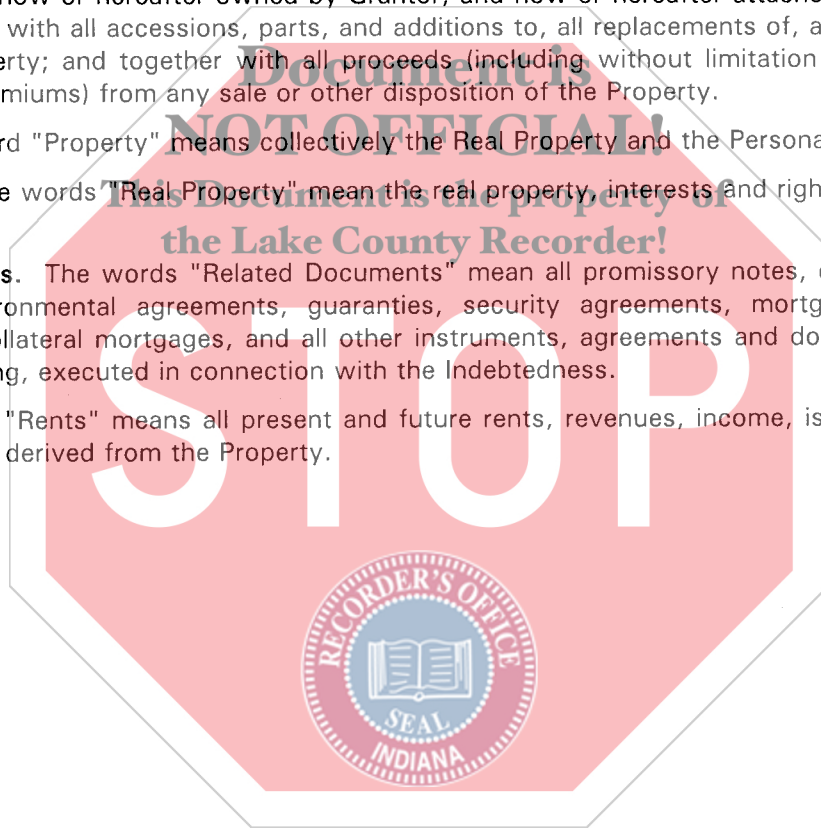 now or hereafter owned by Grantor, and now or hereafter
with all accessions, parts, and additions to, all replacements of, a
erty; and together with all proceeds (including without limitation
miums) from any sale or other disposition of the Property.
rd "Property" means collectively the Real Property and the Persona
e words "Real Property" mean the real property, interests and righ
s. The words "Related Documents" mean all promissory notes,
ronmental agreements, guaranties, security agreements, mortg
llateral mortgages, and all other instruments, agreements and do
ng, executed in connection with the Indebtedness.
"Rents" means all present and future rents, revenues, income, is
derived from the Property.
Document is
NOT OFFICIAL!
This Document is the property of
the Lake County Recorder!
STOP
RECORDER'S OFFICE
SEAL
INDIANA